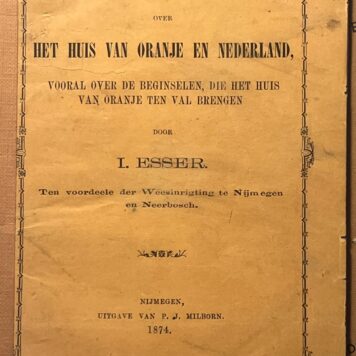 OVER
HET HUIS VAN ORANJE EN NEDERLAND,
VOORAL OVER DE BEGINSELEN, DIE HET HUIS
VAN ORANJE TEN VAL BRENGEN
DOOR
I. ESSER.
Ten voordeele der Weesinrigting te Nijmegen
en Neerbosch.
NIJMEGEN,
UITGAVE VAN P. J. MILBORN.
1874.